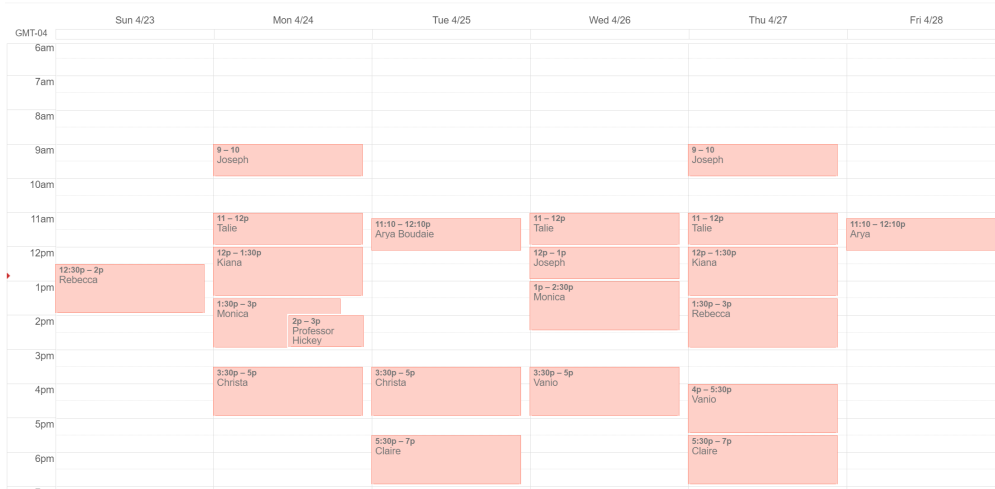 Sun 4/23 Mon 4/24 Tue 4/25 Wed 4/26 Thu 4/27 Fri 4/28
GMT-04
6am
7am
8am
9am
10am
11am
12pm
1pm
2pm
3pm
4pm
5pm
6pm
12:30p – 2p
Rebecca
9 – 10
Joseph
11 – 12p
Talie
12p – 1:30p
Kiana
1:30p – 3p
Monica
2p – 3p
Professor
Hickey
3:30p – 5p
Christa
11:10 – 12:10p
Arya Boudaie
3:30p – 5p
Christa
5:30p – 7p
Claire
11 – 12p
Talie
12p – 1p
Joseph
1p – 2:30p
Monica
3:30p – 5p
Vanio
9 – 10
Joseph
11 – 12p
Talie
12p – 1:30p
Kiana
1:30p – 3p
Rebecca
4p – 5:30p
Vanio
5:30p – 7p
Claire
11:10 – 12:10p
Arya